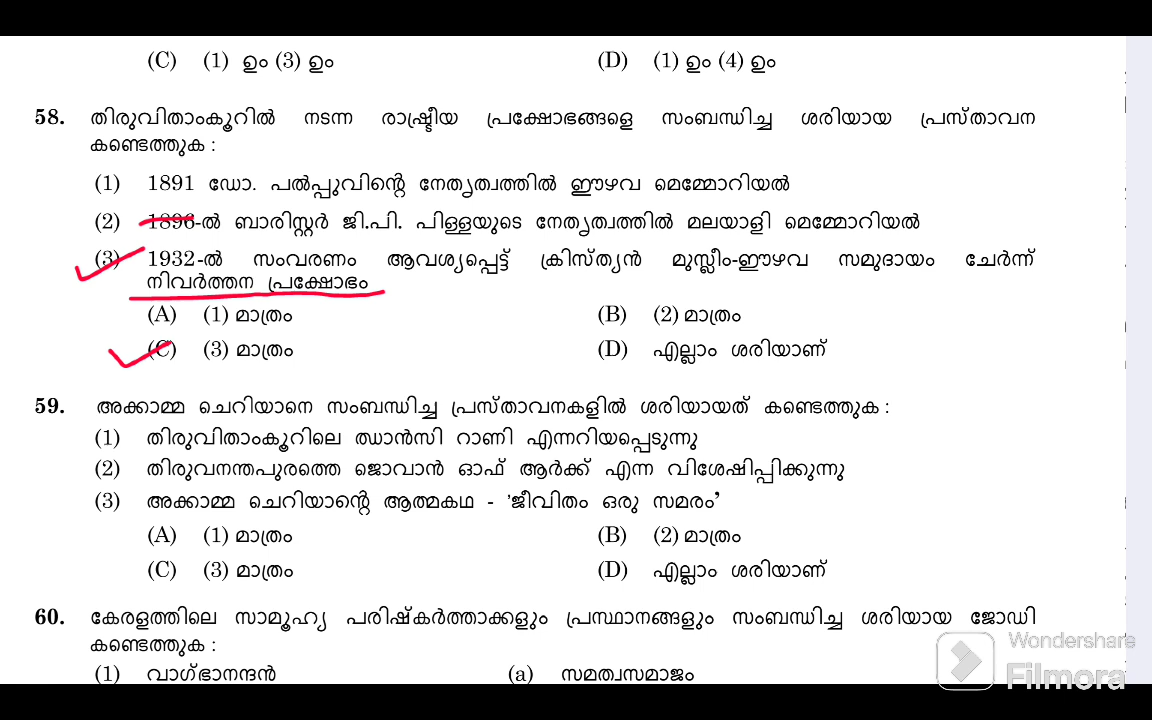 (C) (1) ഉം (3) ഉം (D) (1) ഉം (4) ഉം
58. തിരുവിതാംകൂറിൽ നടന്ന രാഷ്ട്രീയ പ്രക്ഷോഭങ്ങളെ സംബന്ധിച്ച ശരിയായ പ്രസ്താവന
കണ്ടെത്തുക :
(1) 1891 ഡോ. പൽപ്പുവിന്റെ നേതൃത്വത്തിൽ ഈഴവ മെമ്മോറിയൽ
(2) 1896-ൽ ബാരിസ്റ്റർ ജി.പി. പിള്ളയുടെ നേതൃത്വത്തിൽ മലയാളി മെമ്മോറിയൽ
(3) 1932-ൽ സംവരണം ആവശ്യപ്പെട്ട് ക്രിസ്ത്യൻ മുസ്ലീം-ഈഴവ സമുദായം ചേർന്ന്
നിവർത്തന പ്രക്ഷോഭം
(A) (1) മാത്രം (B) (2) മാത്രം
(C) (3) മാത്രം (D) എല്ലാം ശരിയാണ്
59. അക്കാമ്മ ചെറിയാനെ സംബന്ധിച്ച പ്രസ്താവനകളിൽ ശരിയായത് കണ്ടെത്തുക :
(1) തിരുവിതാംകൂറിലെ ഝാൻസി റാണി എന്നറിയപ്പെടുന്നു
(2) തിരുവനന്തപുരത്തെ ജൊവാൻ ഓഫ് ആർക്ക് എന്ന വിശേഷിപ്പിക്കുന്നു
(3) അക്കാമ്മ ചെറിയാന്റെ ആത്മകഥ - 'ജീവിതം ഒരു സമരം'
(A) (1) മാത്രം (B) (2) മാത്രം
(C) (3) മാത്രം (D) എല്ലാം ശരിയാണ്
60. കേരളത്തിലെ സാമൂഹ്യ പരിഷ്കർത്താക്കളും പ്രസ്ഥാനങ്ങളും സംബന്ധിച്ച ശരിയായ ജോഡി
കണ്ടെത്തുക :
(1) വാഗ്ഭാനന്ദൻ (a) സമത്വസമാജം
Wondershare
Filmora